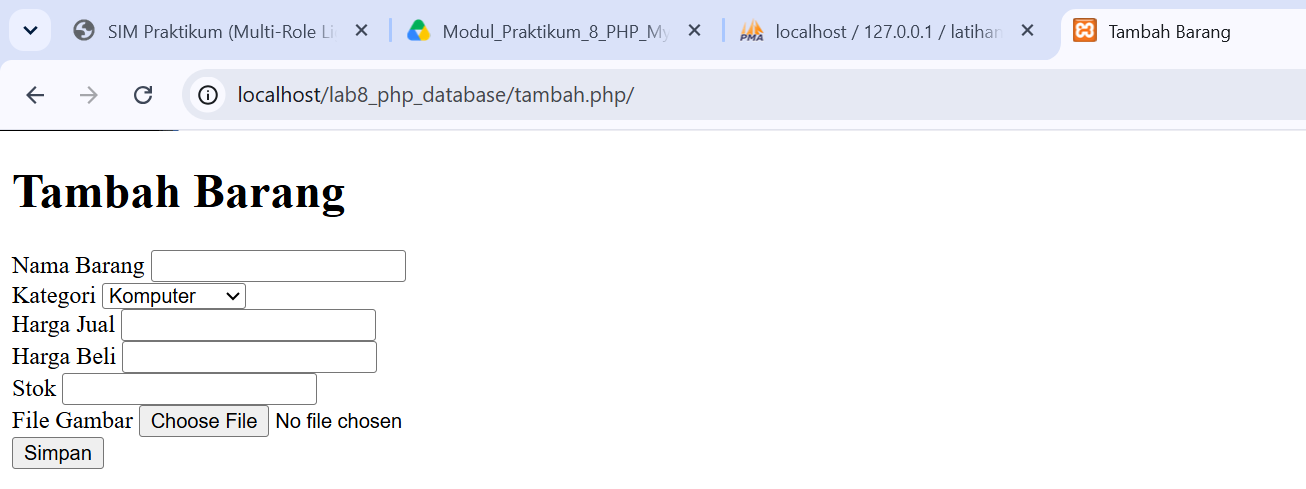 SIM Praktikum (Multi-Role Li
Modul_Praktikum_8_PHP_My
PMA
localhost / 127.0.0.1 / latihan
Tambah Barang
localhost/lab8_php_database/tambah.php/
Tambah Barang
Nama Barang
Kategori Komputer
Harga Jual
Harga Beli
Stok
File Gambar Choose File No file chosen
Simpan